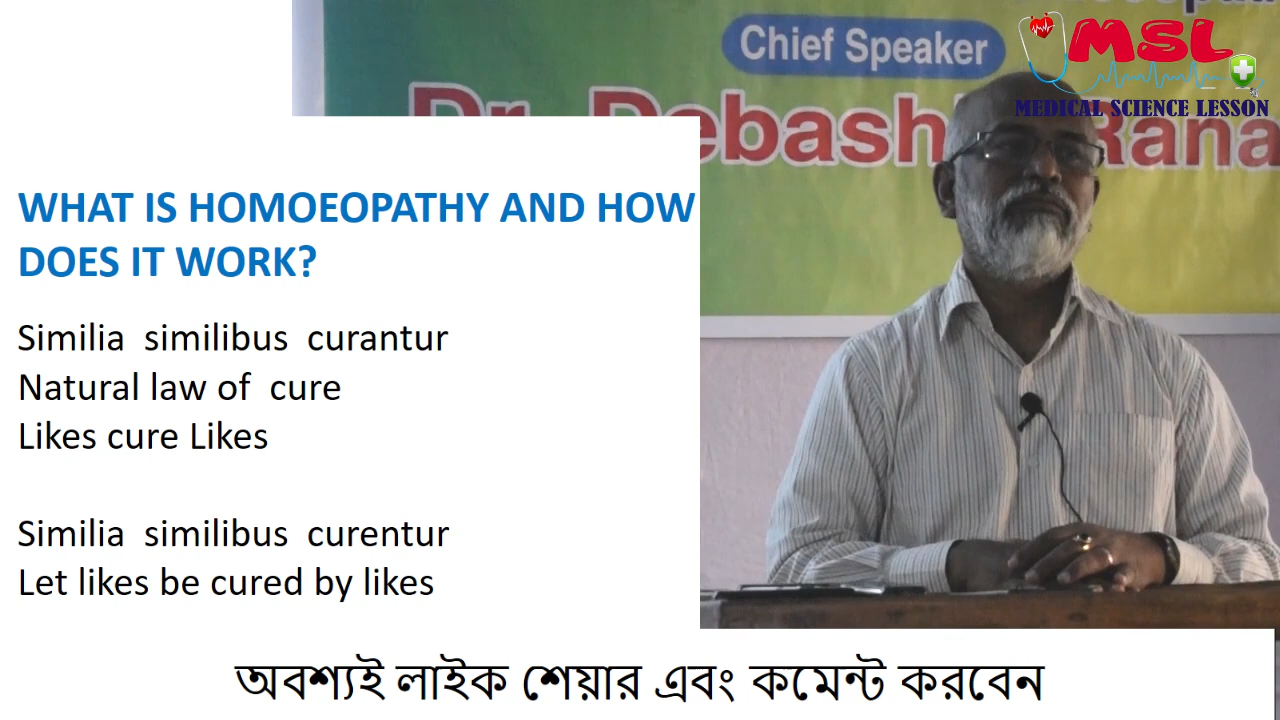 Chief Speaker
MSL
MEDICAL SCIENCE LESSON
Dr. Debash Rana
WHAT IS HOMOEOPATHY AND HOW
DOES IT WORK?
Similia similibus curantur
Natural law of cure
Likes cure Likes
Similia similibus curentur
Let likes be cured by likes
অবশ্যই লাইক শেয়ার এবং কমেন্ট করবেন